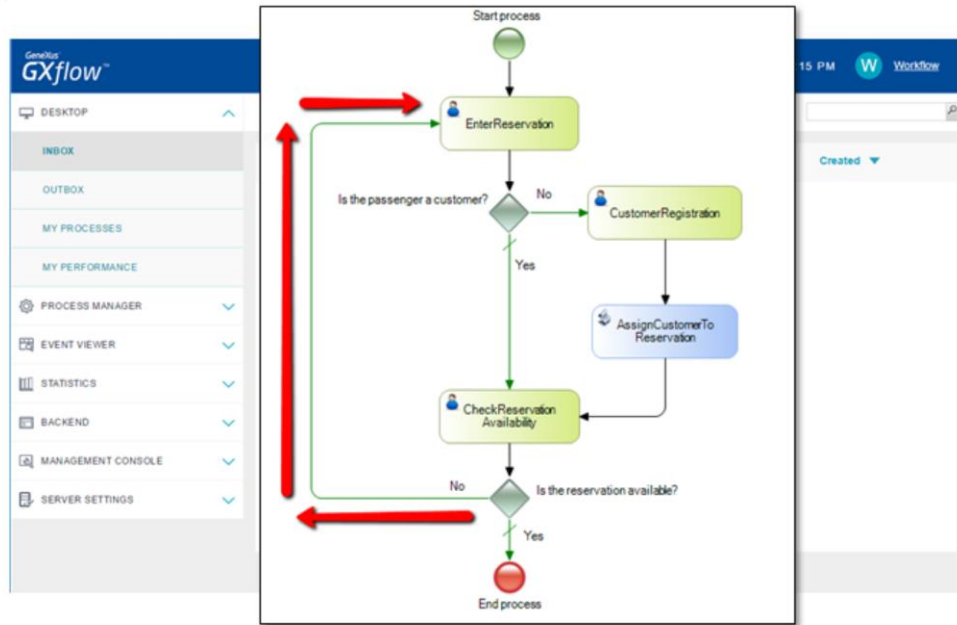 Start process
GeneXus
GXflow™
15 PM
W
Workflow
DESKTOP
INBOX
OUTBOX
MY PROCESSES
MY PERFORMANCE
PROCESS MANAGER
EVENT VIEWER
STATISTICS
BACKEND
MANAGEMENT CONSOLE
SERVER SETTINGS
Created
EnterReservation
Is the passenger a customer?
No
CustomerRegistration
Yes
AssignCustomerTo
Reservation
CheckReservation
Availability
No
Is the reservation available?
Yes
End process